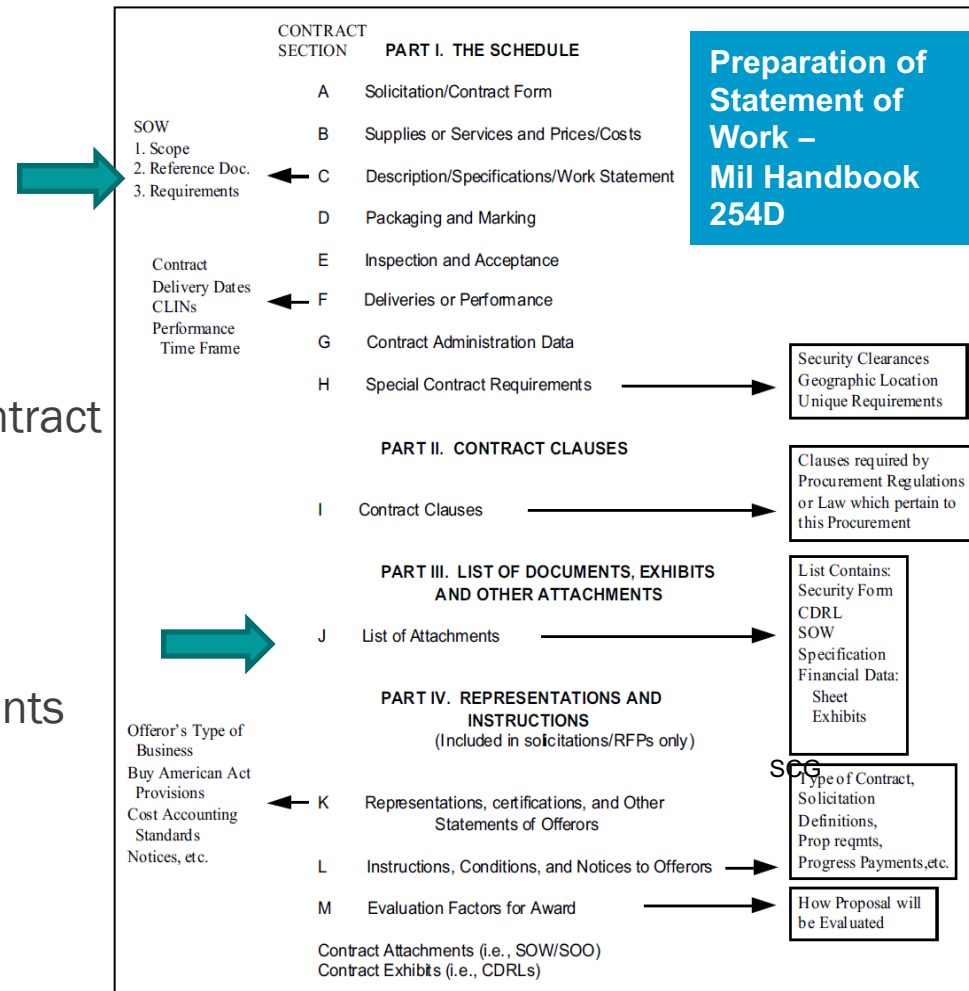 CONTRACT
SECTION PART I. THE SCHEDULE
Preparation of
Statement of
Work –
Mil Handbook
254D
A Solicitation/Contract Form
B Supplies or Services and Prices/Costs
SOW
1. Scope
2. Reference Doc.
3. Requirements
C Description/Specifications/Work Statement
D Packaging and Marking
E Inspection and Acceptance
Contract
Delivery Dates
CLINs
Performance
Time Frame
F Deliveries or Performance
G Contract Administration Data
H Special Contract Requirements
Security Clearances
Geographic Location
Unique Requirements
ntract
PART II. CONTRACT CLAUSES
I Contract Clauses
Clauses required by
Procurement Regulations
or Law which pertain to
this Procurement
PART III. LIST OF DOCUMENTS, EXHIBITS
AND OTHER ATTACHMENTS
J List of Attachments
List Contains:
Security Form
CDRL
SOW
Specification
Financial Data:
Sheet
Exhibits
nts
PART IV. REPRESENTATIONS AND
INSTRUCTIONS
(Included in solicitations/RFPs only)
Offeror's Type of
Business
Buy American Act
Provisions
Cost Accounting
Standards
Notices, etc.
SCG
K Representations, certifications, and Other
Statements of Offerors
Type of Contract,
Solicitation
Definitions,
Prop reqmts,
Progress Payments,etc.
L Instructions, Conditions, and Notices to Offerors
M Evaluation Factors for Award
How Proposal will
be Evaluated
Contract Attachments (i.e., SOW/SOO)
Contract Exhibits (i.e., CDRLs)